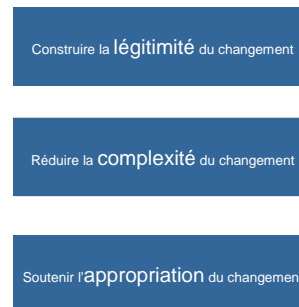 Construire la légitimité du changement
Réduire la complexité du changement
Soutenir l'appropriation du changemen